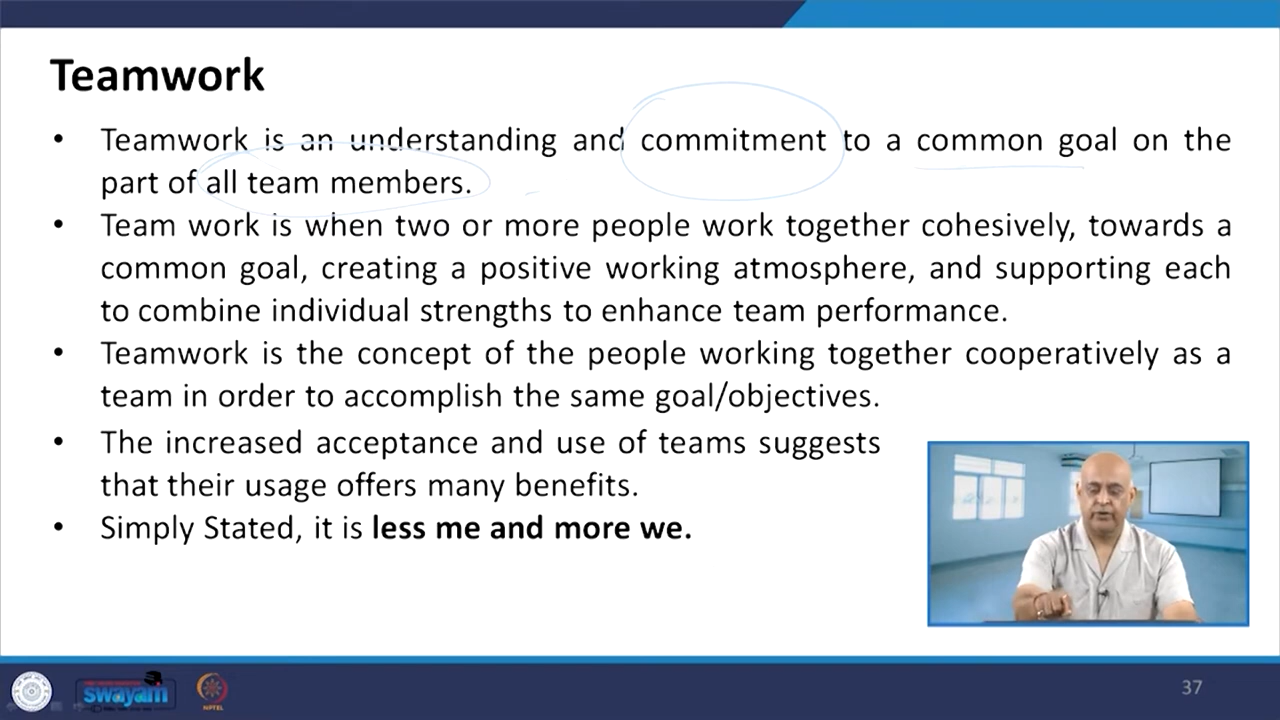 Teamwork
• Teamwork is an understanding and commitment to a common goal on the
part of all team members.
• Team work is when two or more people work together cohesively, towards a
common goal, creating a positive working atmosphere, and supporting each
to combine individual strengths to enhance team performance.
• Teamwork is the concept of the people working together cooperatively as a
team in order to accomplish the same goal/objectives.
• The increased acceptance and use of teams suggests
that their usage offers many benefits.
• Simply Stated, it is less me and more we.
swayam
NPTEL
37